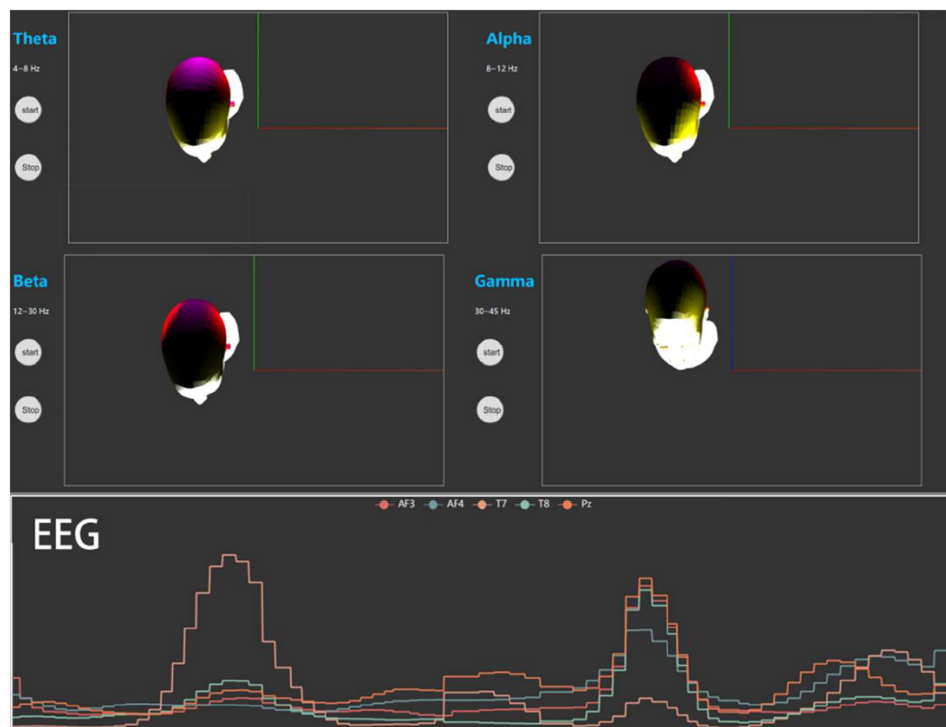 Theta
4~8 Hz
start
Stop
Alpha
8~12 Hz
start
Stop
Beta
12~30 Hz
start
Stop
Gamma
30~45 Hz
start
Stop
AF3 AF4 T7 T8 Pz
EEG